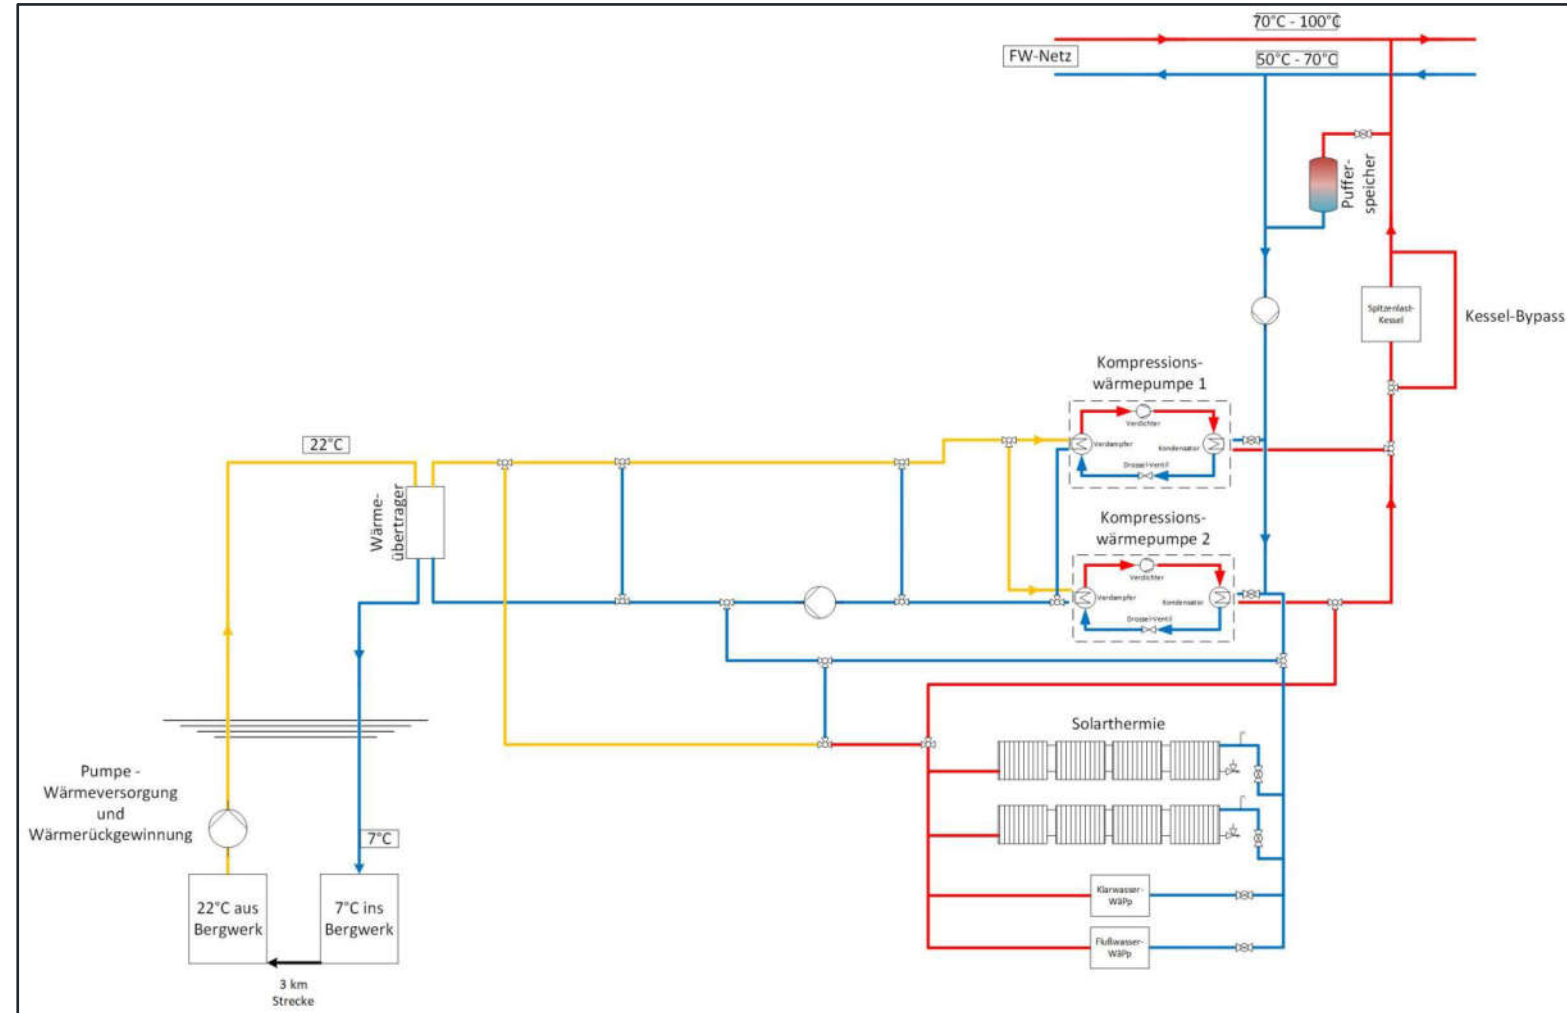 70°C - 100°C
FW-Netz
50°C - 70°C
Puffer-
speicher
Spitzenlast-
Kessel
Kessel-Bypass
Kompressions-
wärmepumpe 1
Verdichter
Verdampfer
Kondensator
Drossel-Ventil
22°C
Wärme-
übertrager
Kompressions-
wärmepumpe 2
Verdichter
Verdampfer
Kondensator
Drossel-Ventil
Solarthermie
Pumpe -
Wärmeversorgung
und
Wärmerückgewinnung
7°C
22°C aus
Bergwerk
7°C ins
Bergwerk
3 km
Strecke
Klarwasser-
WäPp
Flußwasser-
WäPp